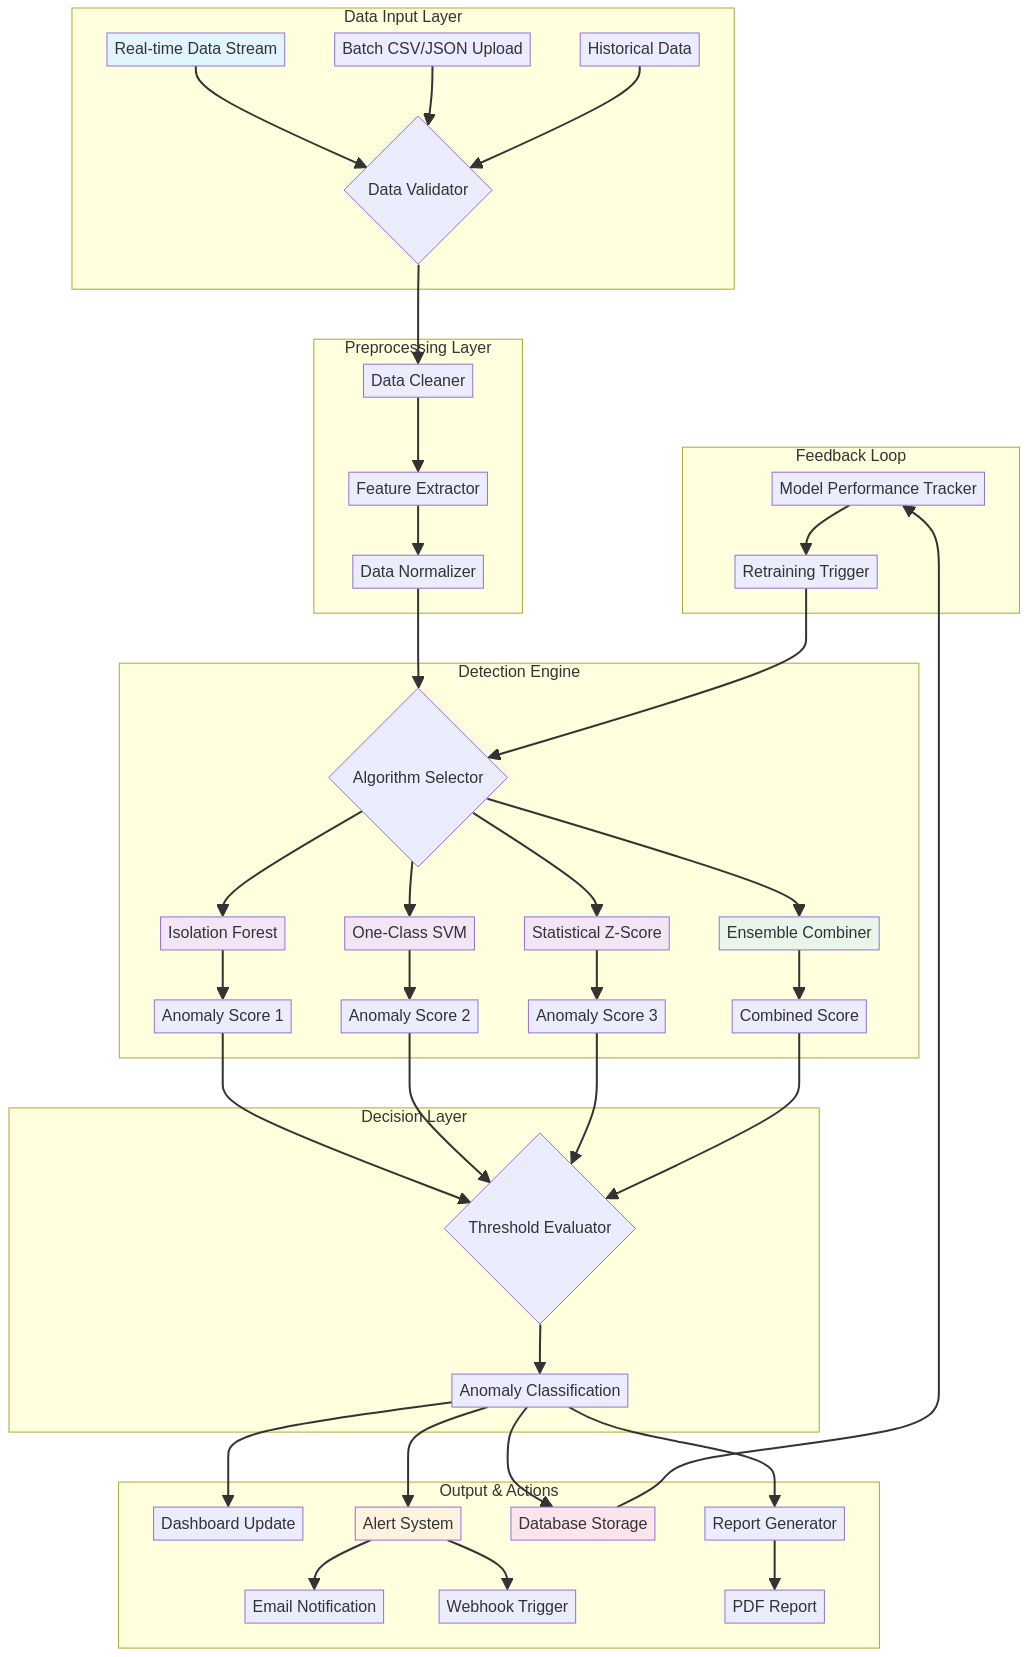 Data Input Layer
Real-time Data Stream
Batch CSV/JSON Upload
Historical Data
Data Validator
Preprocessing Layer
Data Cleaner
Feature Extractor
Data Normalizer
Feedback Loop
Model Performance Tracker
Retraining Trigger
Detection Engine
Algorithm Selector
Isolation Forest
One-Class SVM
Statistical Z-Score
Ensemble Combiner
Anomaly Score 1
Anomaly Score 2
Anomaly Score 3
Combined Score
Decision Layer
Threshold Evaluator
Anomaly Classification
Output & Actions
Dashboard Update
Alert System
Database Storage
Report Generator
Email Notification
Webhook Trigger
PDF Report